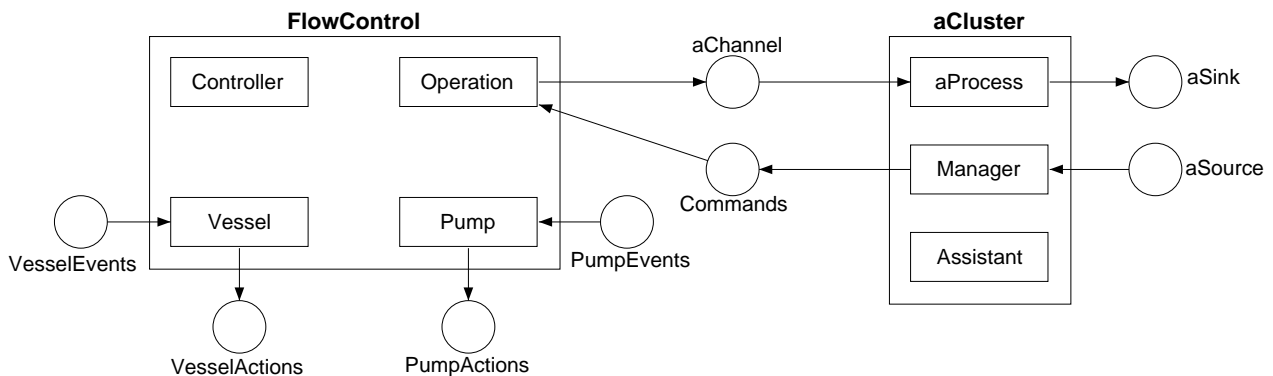 FlowControl
aCluster
aChannel
Controller
Operation
aProcess
aSink
Manager
aSource
Commands
Vessel
Pump
VesselEvents
PumpEvents
Assistant
VesselActions
PumpActions